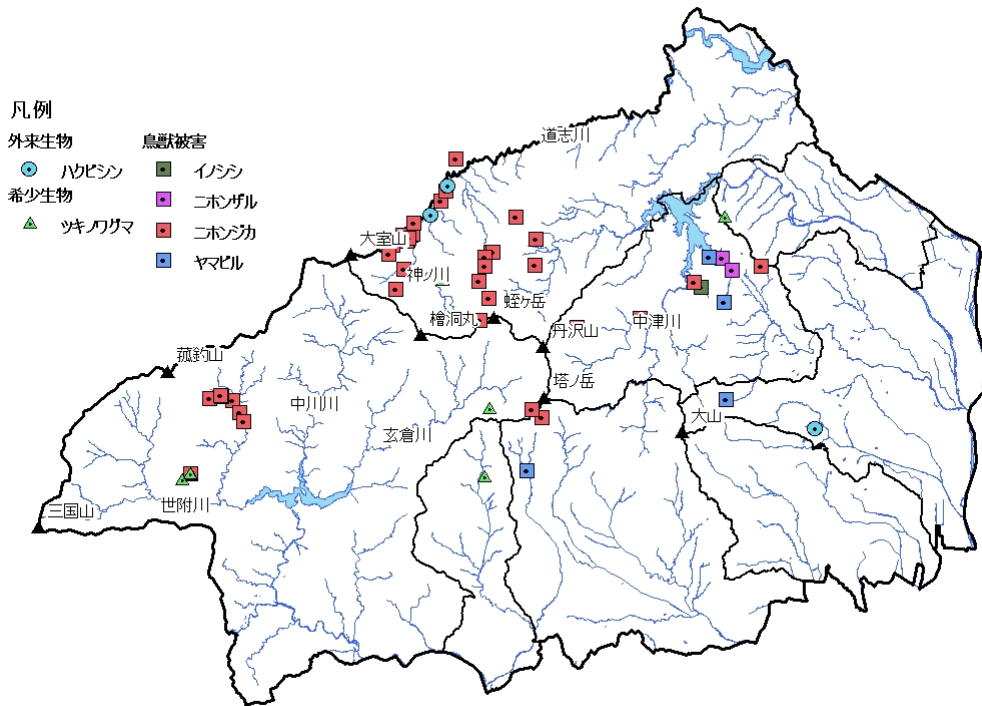 凡例
外来生物
ハクビシン
希少生物
ツキノワグマ
鳥獣被害
イノシシ
ニホンザル
ニホンジカ
ヤマビル
道志川
大室山
神ノ川
蛭ヶ岳
檜洞丸
丹沢山
中津川
菰釣山
塔ノ岳
中川川
大山
玄倉川
世附川
三国山